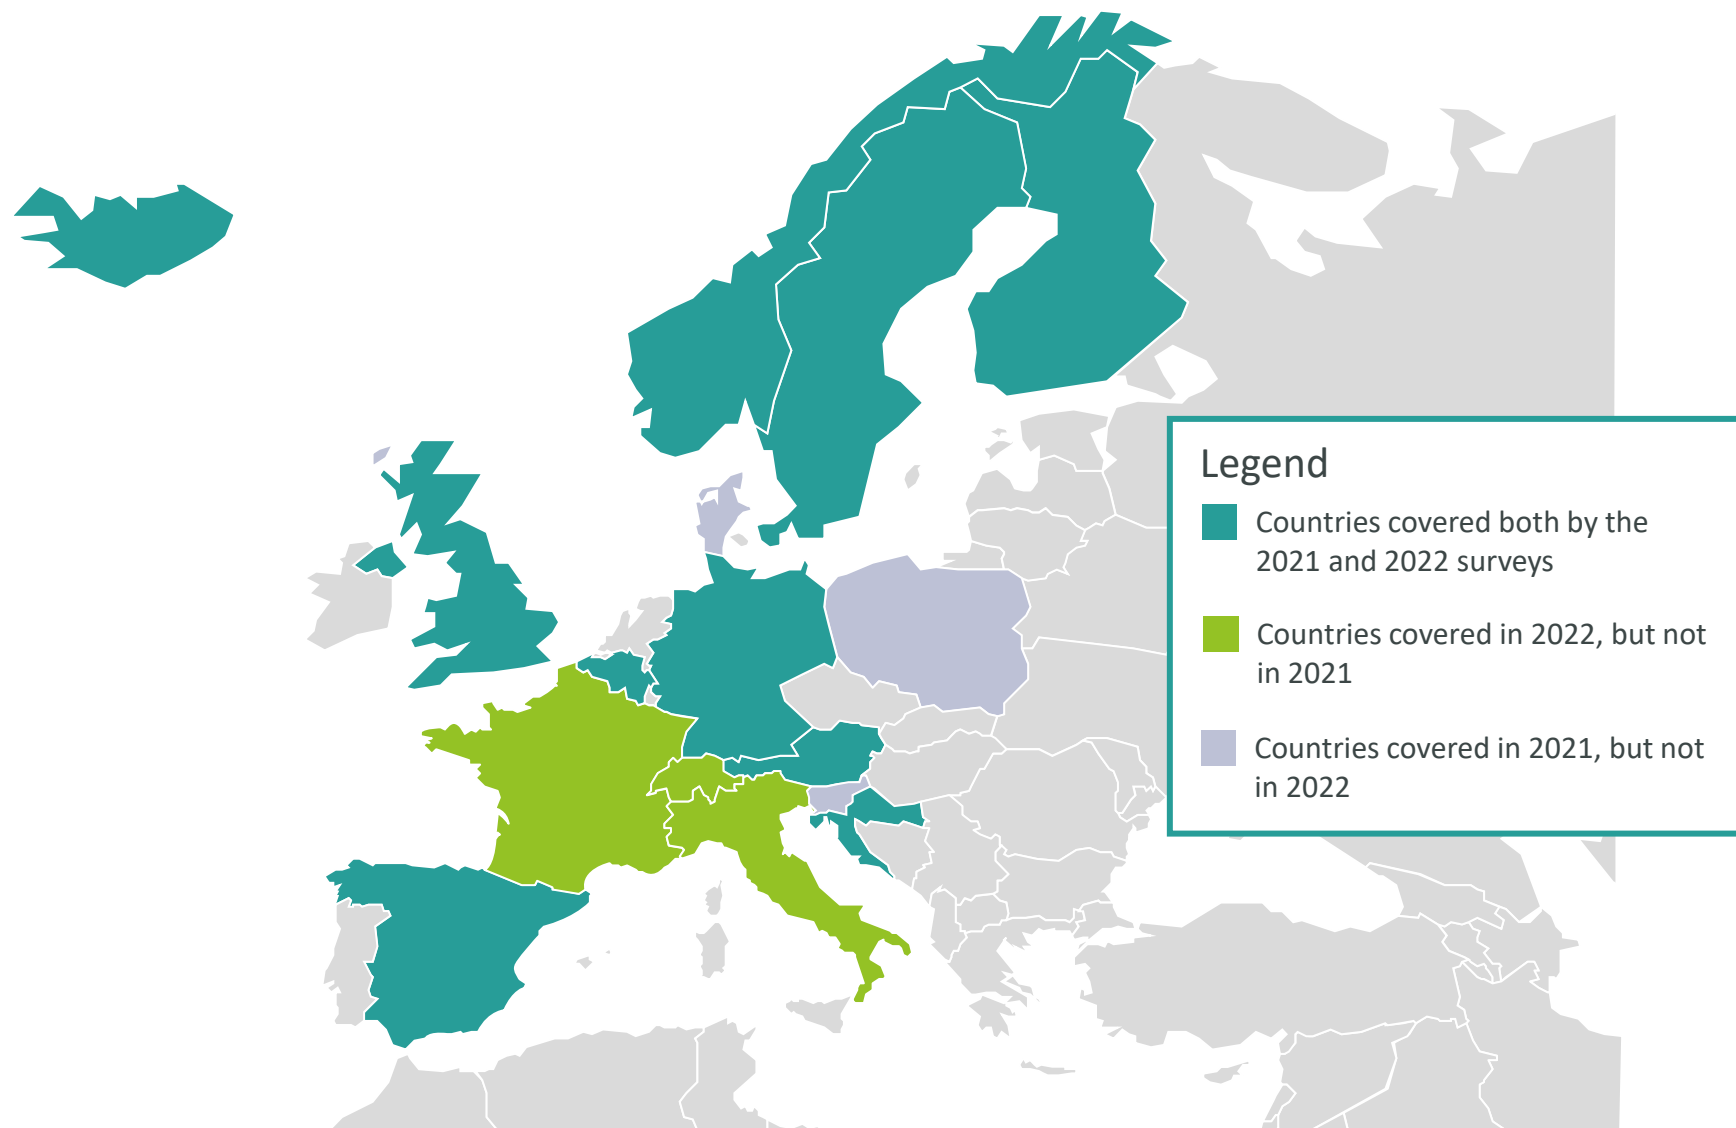 Legend
Countries covered both by the
2021 and 2022 surveys
Countries covered in 2022, but not
in 2021
Countries covered in 2021, but not
in 2022